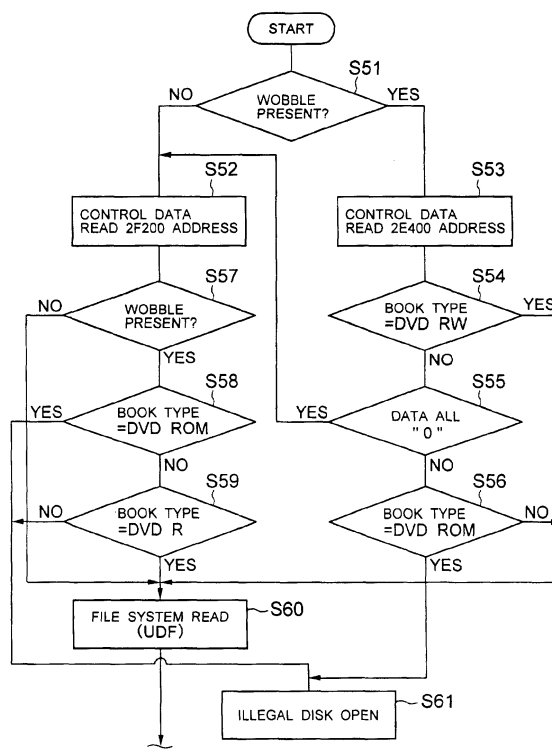 START
S51
NO
WOBBLE
PRESENT?
YES
S52
CONTROL DATA
READ 2F200 ADDRESS
S53
CONTROL DATA
READ 2E400 ADDRESS
S57
NO
WOBBLE
PRESENT?
YES
S54
BOOK TYPE
=DVD RW
YES
NO
S58
YES
BOOK TYPE
=DVD ROM
NO
S55
YES
DATA ALL
"0"
NO
S59
NO
BOOK TYPE
=DVD R
YES
S56
BOOK TYPE
=DVD ROM
NO
YES
FILE SYSTEM READ
(UDF)
S60
ILLEGAL DISK OPEN
S61